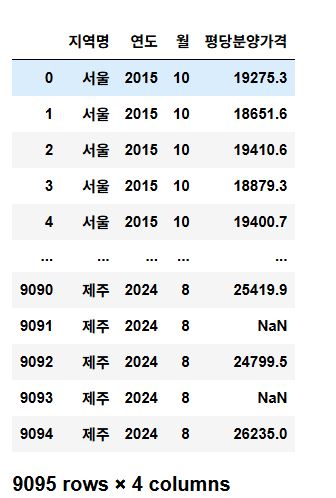 지역명 연도 월 평당분양가격
0 서울 2015 10 19275.3
1 서울 2015 10 18651.6
2 서울 2015 10 19410.6
3 서울 2015 10 18879.3
4 서울 2015 10 19400.7
... ... ... ... ...
9090 제주 2024 8 25419.9
9091 제주 2024 8 NaN
9092 제주 2024 8 24799.5
9093 제주 2024 8 NaN
9094 제주 2024 8 26235.0
9095 rows × 4 columns